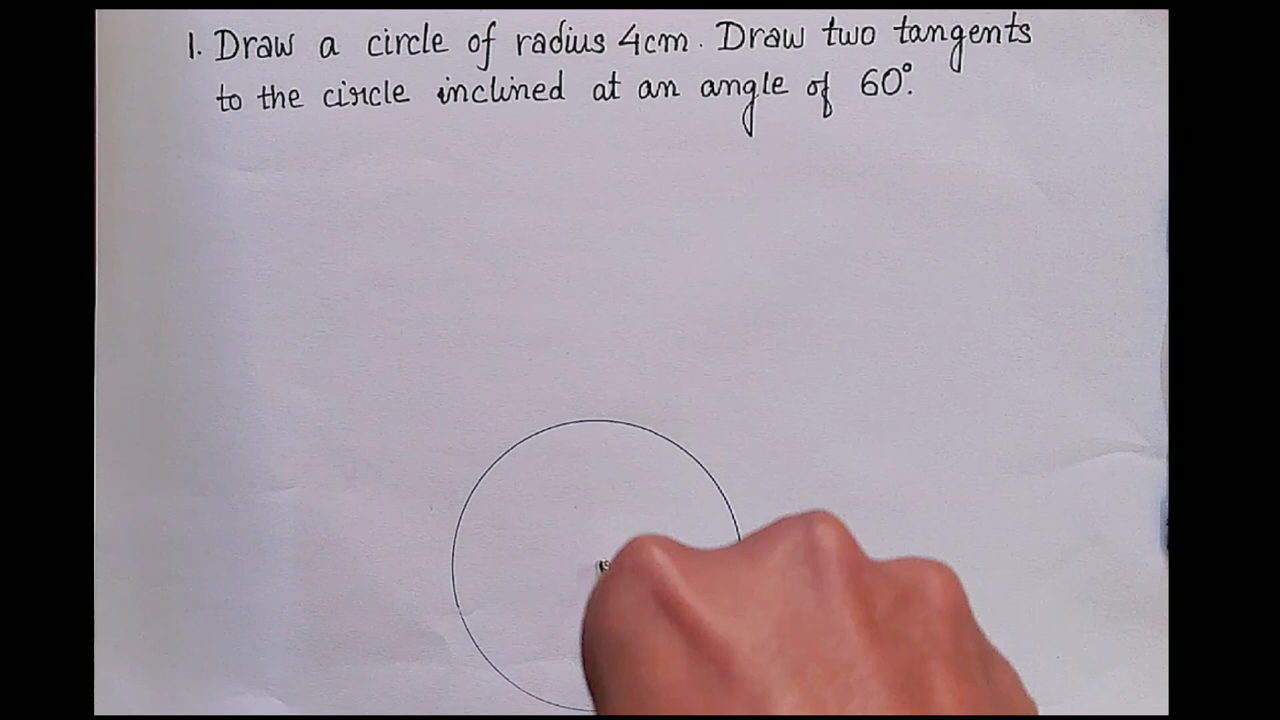 1. Draw a circle of radius 4cm. Draw two tangents
to the circle inclined at an angle of 60°.